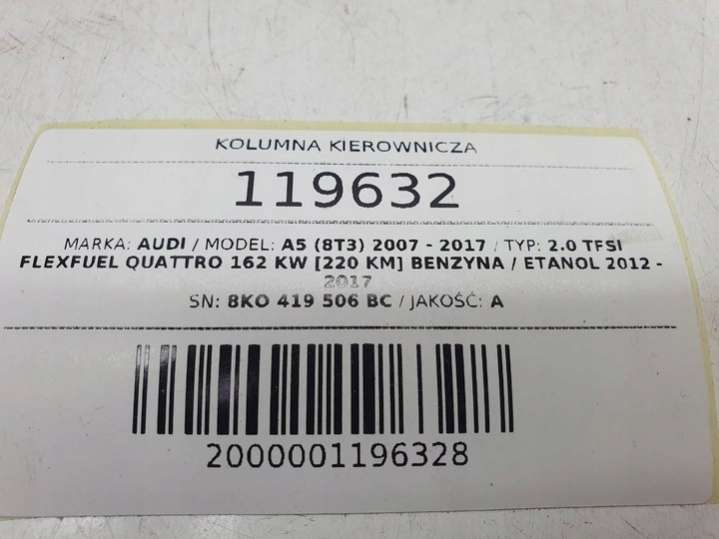 KOLUMNA KIEROWNICZA
119632
MARKA: AUDI / MODEL: A5 (8T3) 2007 - 2017 / TYP: 2.0 TFSI
FLEXFUEL QUATTRO 162 KW [220 KM] BENZYNA / ETANOL 2012 -
2017
SN: 8KO 419 506 BC / JAKOŚĆ: A
2000001196328